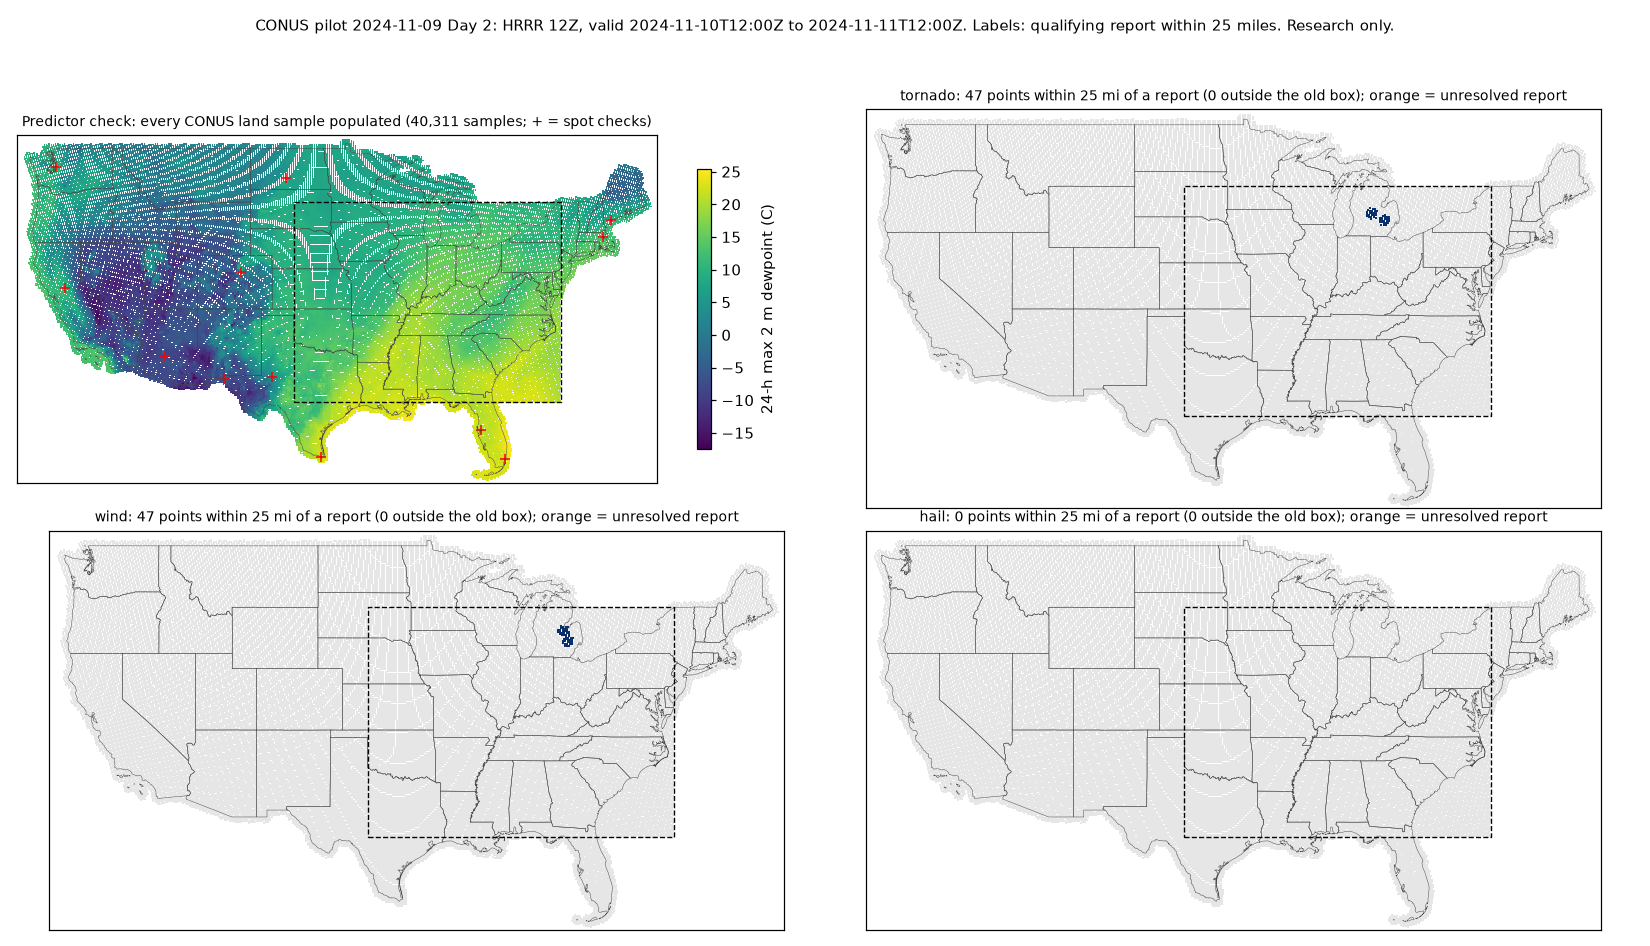 CONUS pilot 2024-11-09 Day 2: HRRR 12Z, valid 2024-11-10T12:00Z to 2024-11-11T12:00Z. Labels: qualifying report within 25 miles. Research only.
Predictor check: every CONUS land sample populated (40,311 samples; + = spot checks)
25
20
15
10
5
0
−5
−10
−15
24-h max 2 m dewpoint (C)
tornado: 47 points within 25 mi of a report (0 outside the old box); orange = unresolved report
wind: 47 points within 25 mi of a report (0 outside the old box); orange = unresolved report
hail: 0 points within 25 mi of a report (0 outside the old box); orange = unresolved report